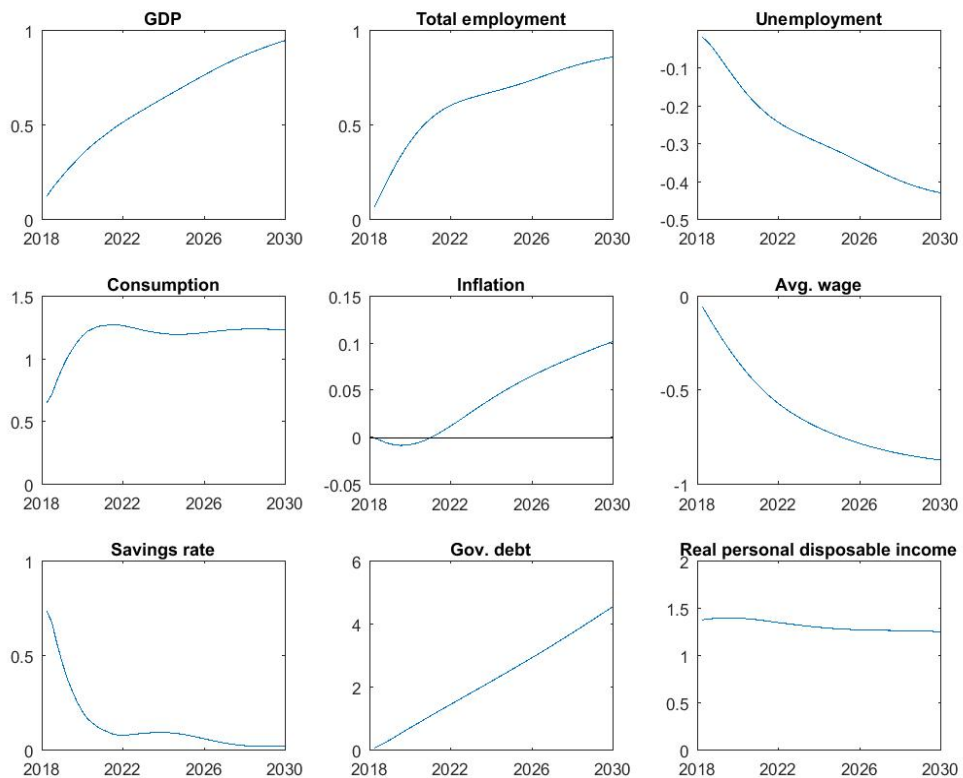 GDP
1
0.5
0
2018 2022 2026 2030
Total employment
1
0.5
0
2018 2022 2026 2030
Unemployment
-0.1
-0.2
-0.3
-0.4
-0.5
2018 2022 2026 2030
Consumption
1.5
1
0.5
0
2018 2022 2026 2030
Inflation
0.15
0.1
0.05
0
-0.05
2018 2022 2026 2030
Avg. wage
0
-0.5
-1
2018 2022 2026 2030
Savings rate
1
0.5
0
2018 2022 2026 2030
Gov. debt
6
4
2
0
2018 2022 2026 2030
Real personal disposable income
2
1.5
1
0.5
0
2018 2022 2026 2030